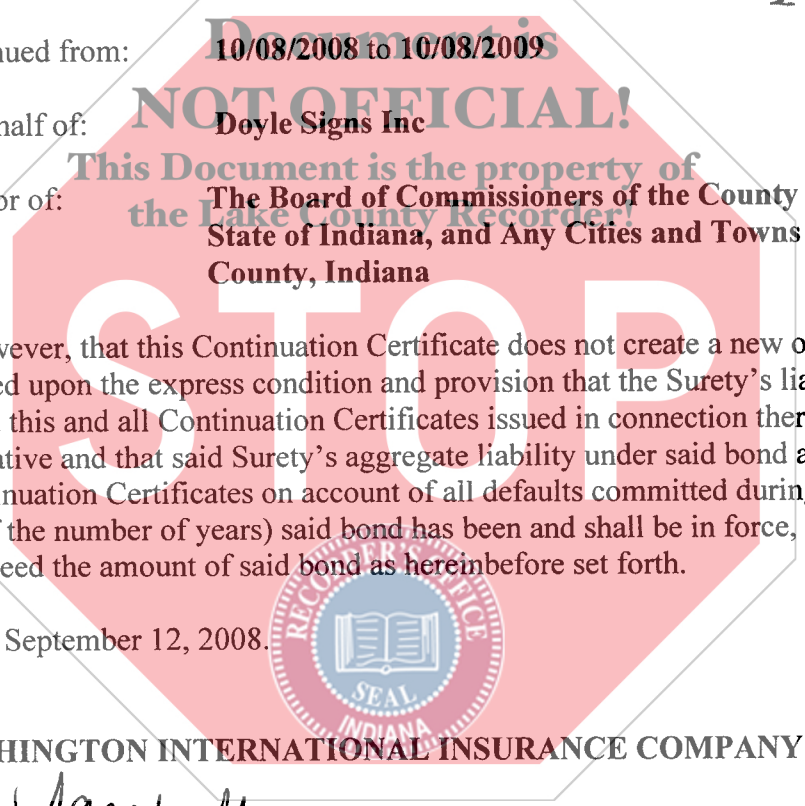 nued from: 10/08/2008 to 10/08/2009
half of: Doyle Signs Inc
or of: The Board of Commissioners of the County
State of Indiana, and Any Cities and Towns
County, Indiana
wever, that this Continuation Certificate does not create a new o
ed upon the express condition and provision that the Surety's lia
this and all Continuation Certificates issued in connection ther
ative and that said Surety's aggregate liability under said bond a
nuation Certificates on account of all defaults committed during
the number of years) said bond has been and shall be in force,
eed the amount of said bond as hereinbefore set forth.
September 12, 2008.
HINGTON INTERNATIONAL INSURANCE COMPANY
Document is
NOT OFFICIAL!
This Document is the property of
the Lake County Recorder!
STOP
RECORDER'S OFFICE
SEAL
INDIANA